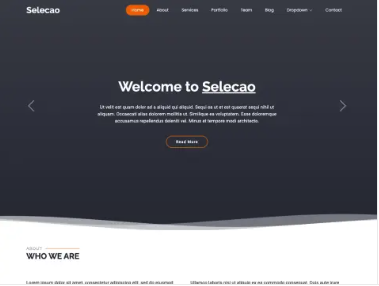 Selecao
Home About Services Portfolio Team Blog Dropdown Contact
Welcome to Selecao
Ut velit est quam dolor ad a aliquid qui aliquid. Sequi ea ut et est quaerat sequi nihil ut
aliquam. Occaecati alias dolorem mollitia ut. Similique ea voluptatem. Esse doloremque
accusamus repellendus deleniti vel. Minus et tempore modi architecto.
Read More
ABOUT
WHO WE ARE
Lorem ipsum dolor sit amet, consectetur adipiscing elit, sed do eiusmod
Ullamco laboris nisi ut aliquip ex ea commodo consequat. Duis aute irure